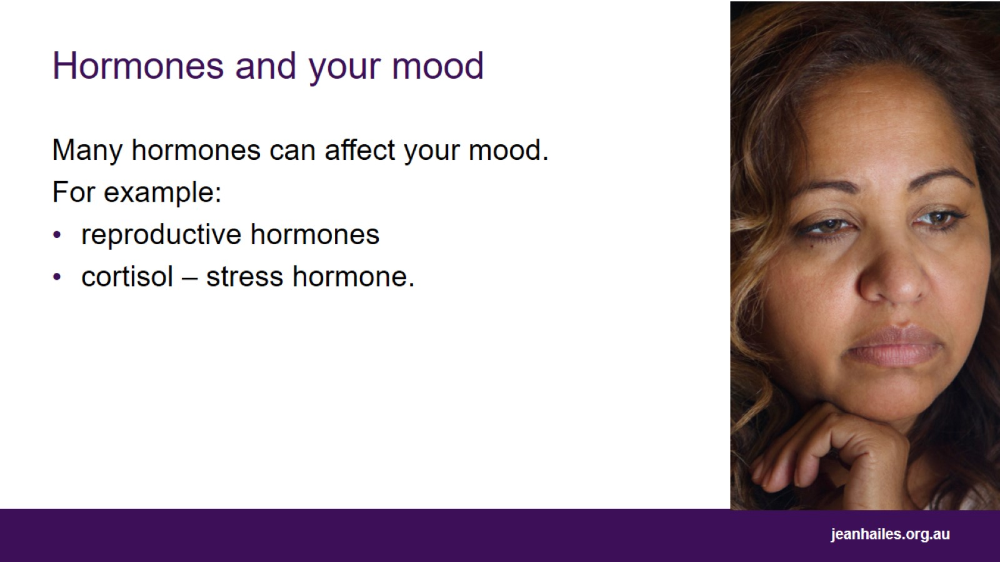 Hormones and your mood
Many hormones can affect your mood.
For example:
• reproductive hormones
• cortisol – stress hormone.
jeanhailes.org.au